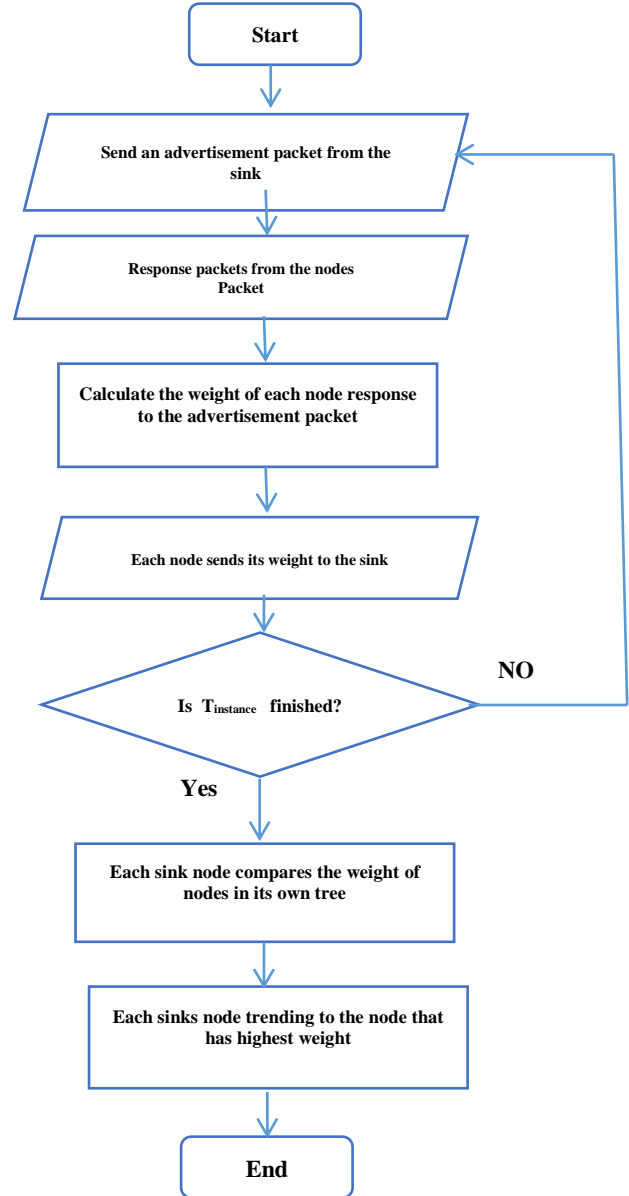 Start
Send an advertisement packet from the
sink
Response packets from the nodes
Packet
Calculate the weight of each node response
to the advertisement packet
Each node sends its weight to the sink
Is Tinstance finished?
NO
Yes
Each sink node compares the weight of
nodes in its own tree
Each sinks node trending to the node that
has highest weight
End